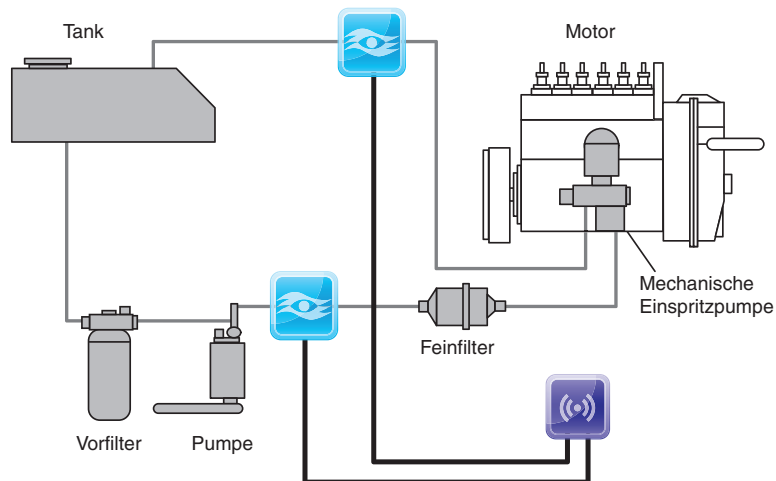 Tank
Motor
Mechanische
Einspritzpumpe
Feinfilter
Vorfilter
Pumpe